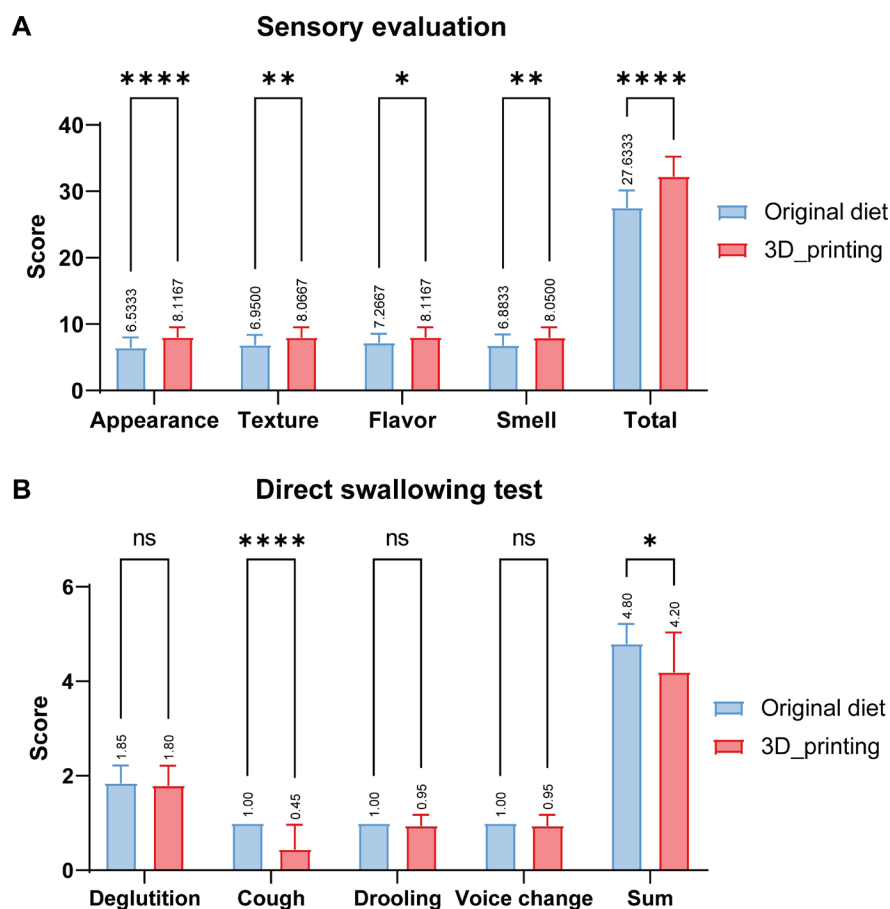 A
Sensory evaluation
**** ** * ** ****
40
30
20
10
0
Score
6.5333 8.1167 6.9500 8.0667 7.2667 8.1167 6.8833 8.0500 27.6333
Appearance Texture Flavor Smell Total
Original diet
3D_printing
B
Direct swallowing test
ns **** ns ns *
6
4
2
0
Score
1.85 1.80 1.00 0.45 1.00 0.95 1.00 0.95 4.80 4.20
Deglutition Cough Drooling Voice change Sum
Original diet
3D_printing